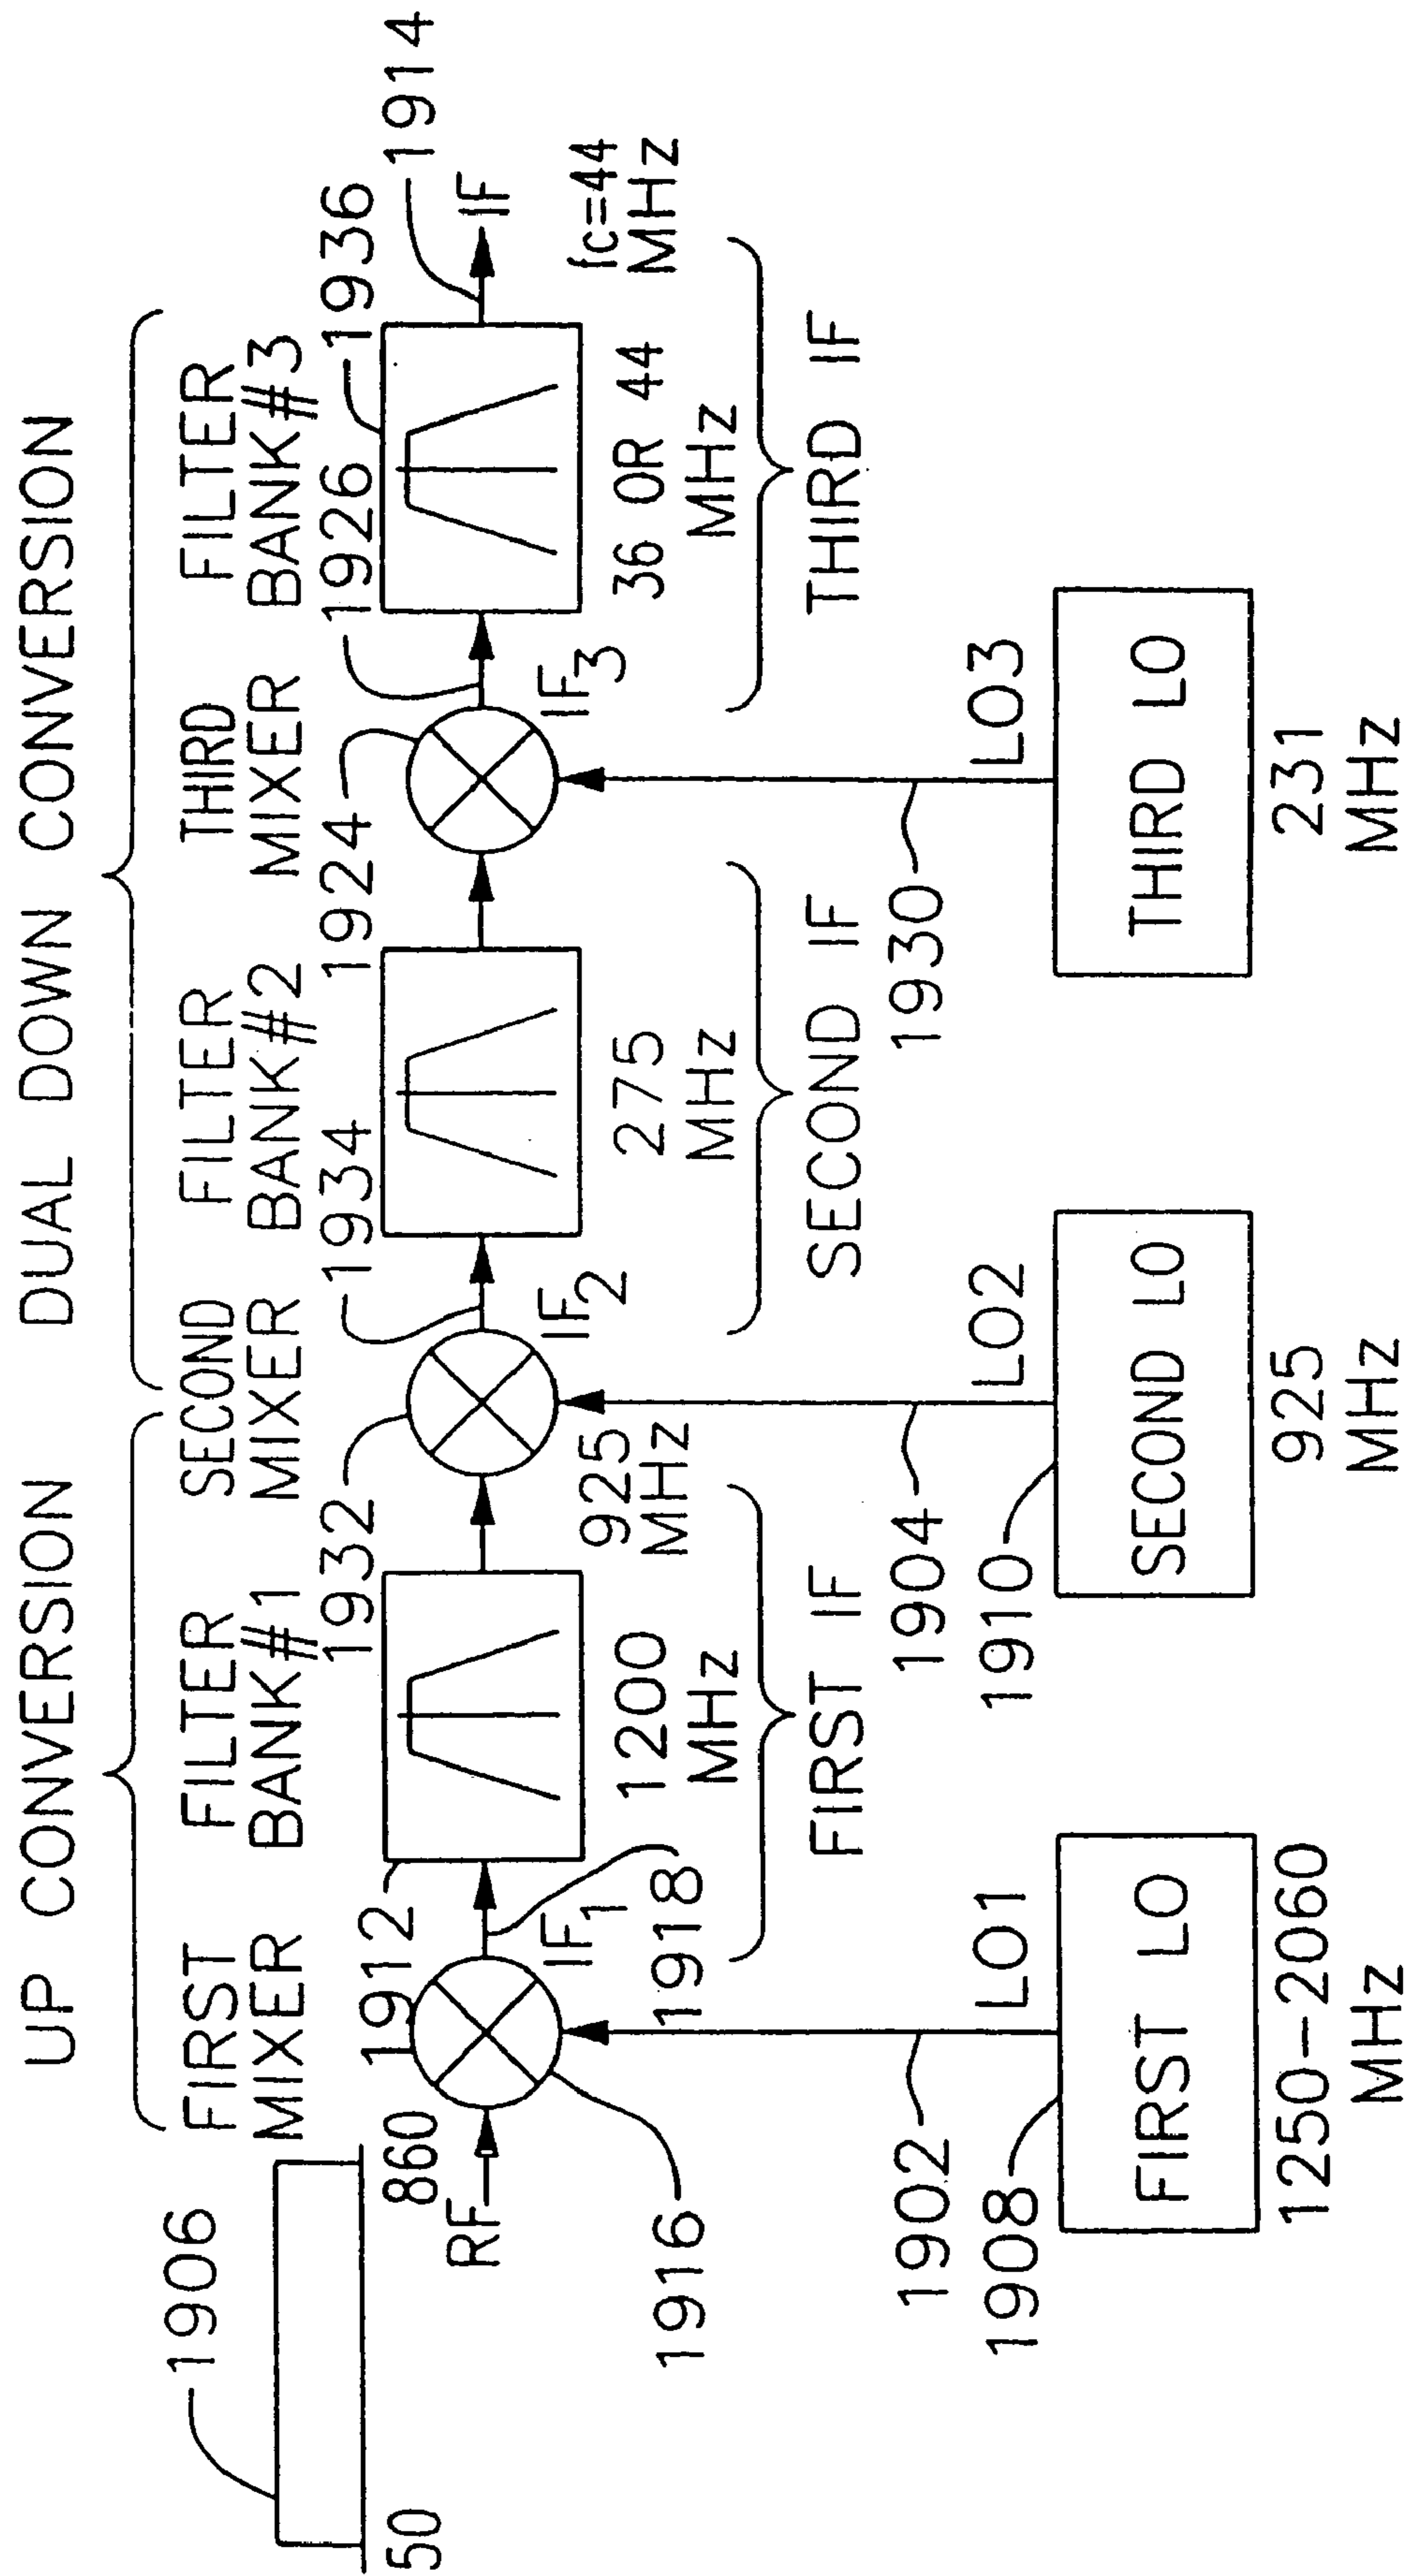 UP CONVERSION
DUAL DOWN CONVERSION
1906
50
860
RF
FIRST
MIXER
1912
FILTER
BANK#1
1932
SECOND
MIXER
1934
FILTER
BANK#2
1924
THIRD
MIXER
1926
FILTER
BANK#3
1936
1914
IF
fc=44
MHz
1916
IF1
1918
1200
MHz
925
MHz
IF2
275
MHz
IF3
36 OR 44
MHz
FIRST IF
SECOND IF
THIRD IF
1902
LO1
1904
LO2
1930
LO3
1908
FIRST LO
1250-2060
MHz
1910
SECOND LO
925
MHz
THIRD LO
231
MHz